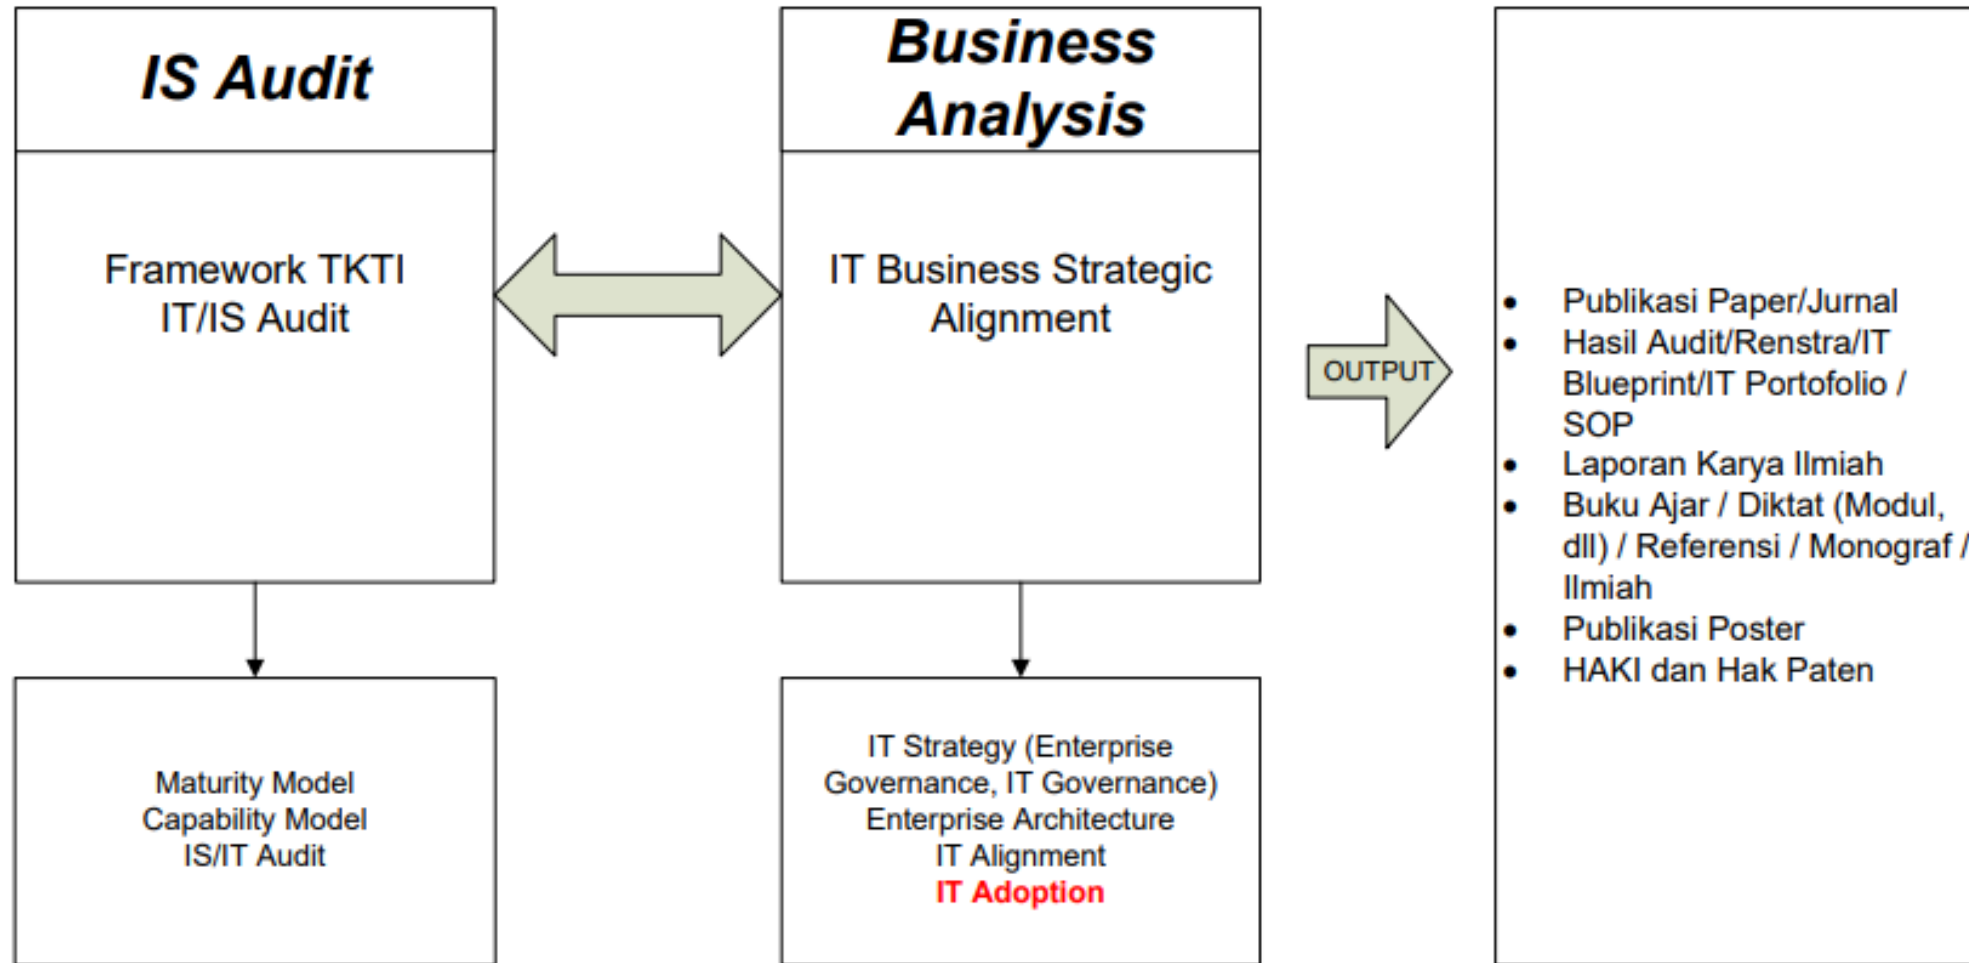 IS Audit
Framework TKTI
IT/IS Audit
Maturity Model
Capability Model
IS/IT Audit
Business
Analysis
IT Business Strategic
Alignment
IT Strategy (Enterprise
Governance, IT Governance)
Enterprise Architecture
IT Alignment
IT Adoption
OUTPUT
• Publikasi Paper/Jurnal
• Hasil Audit/Renstra/IT
Blueprint/IT Portofolio /
SOP
• Laporan Karya Ilmiah
• Buku Ajar / Diktat (Modul,
dll) / Referensi / Monograf /
Ilmiah
• Publikasi Poster
• HAKI dan Hak Paten